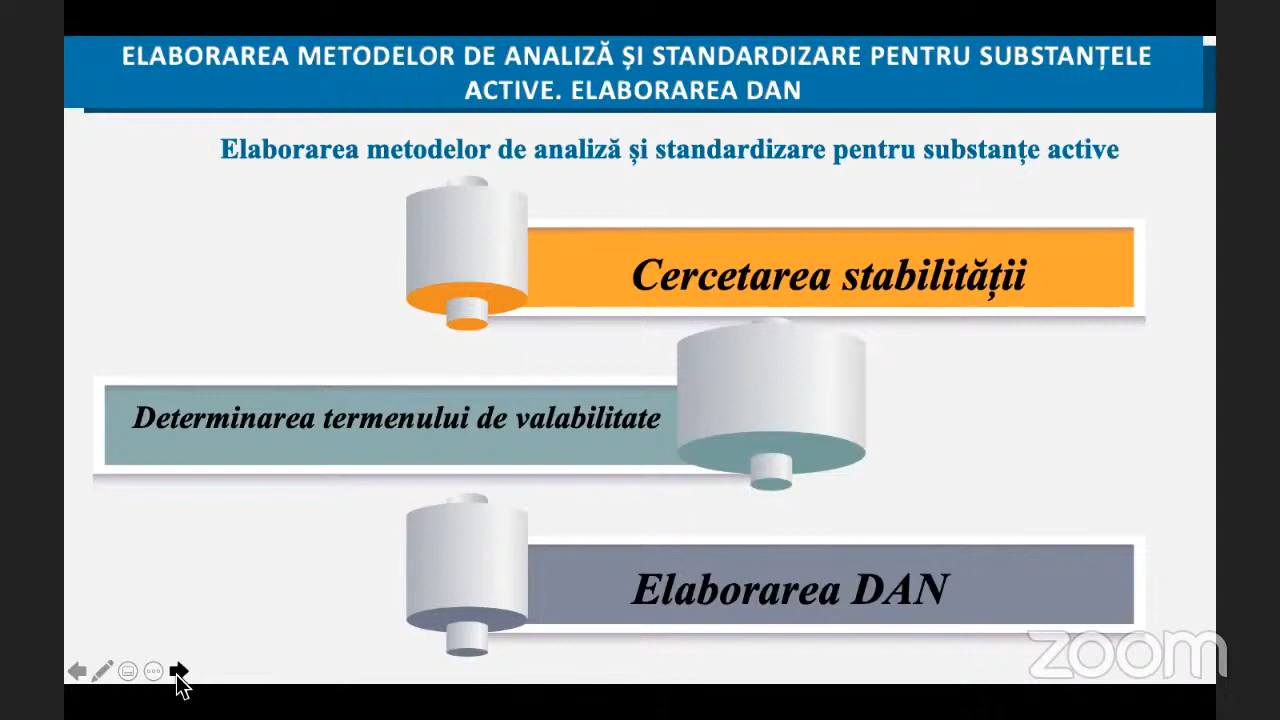 ELABORAREA METODELOR DE ANALIZĂ ȘI STANDARDIZARE PENTRU SUBSTANȚELE
ACTIVE. ELABORAREA DAN
Elaborarea metodelor de analiză și standardizare pentru substanțe active
Cercetarea stabilității
Determinarea termenului de valabilitate
Elaborarea DAN
zoom